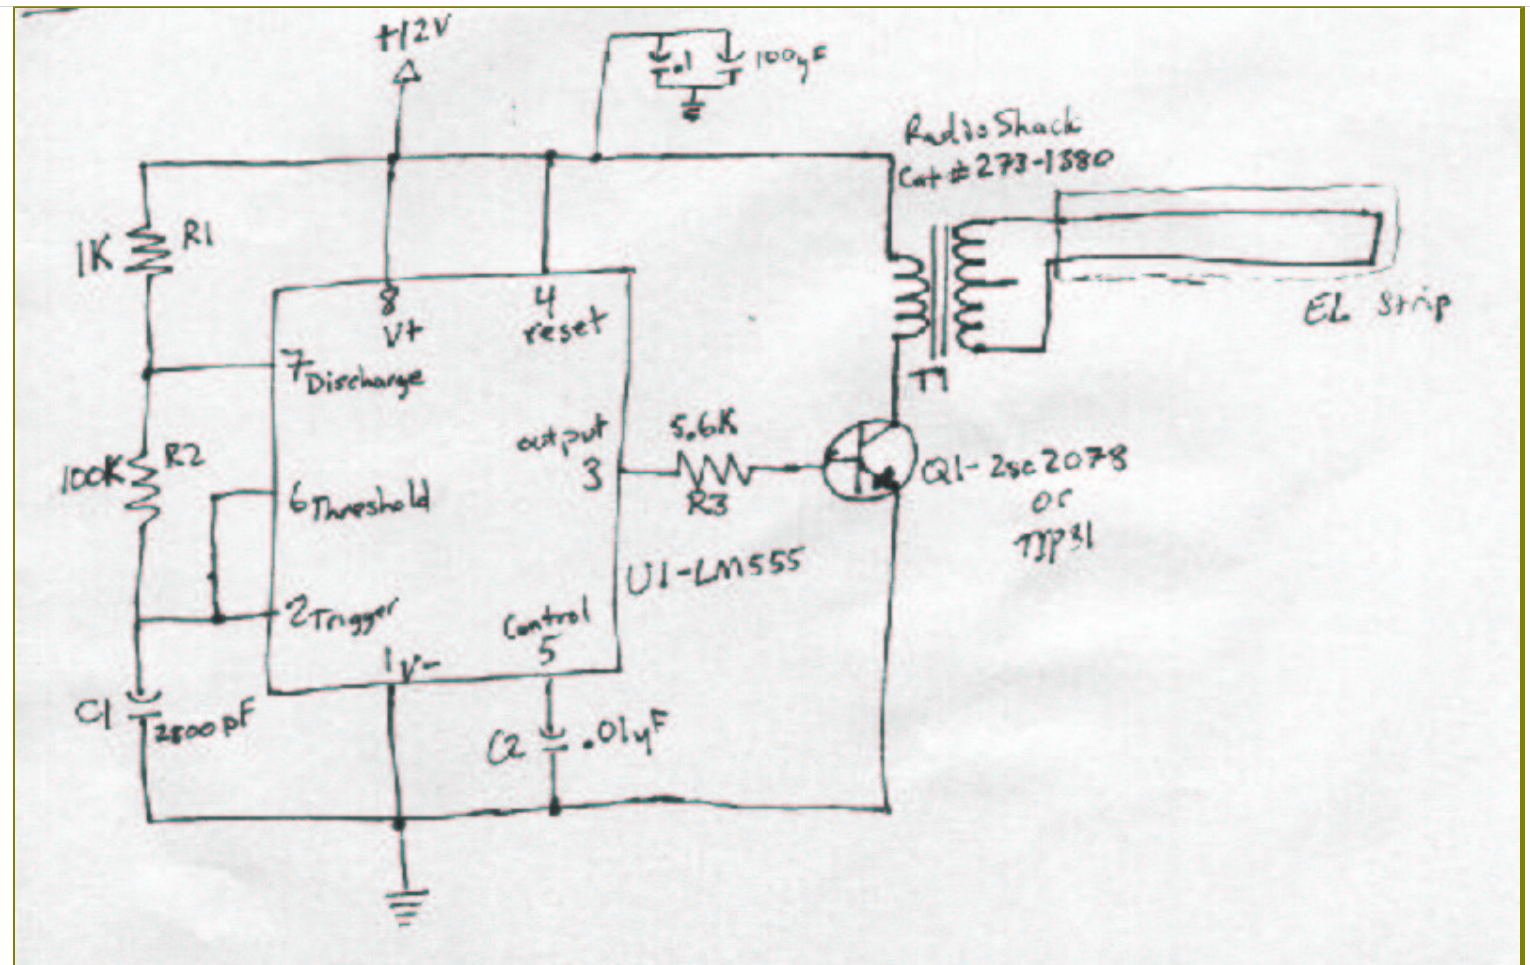 +12V
.1
100µF
Radio Shack
Cat # 273-1380
1K
R1
8
V+
4
reset
EL Strip
7 Discharge
T1
100K
R2
output
3
5.6K
R3
Q1-2sc2078
or
TIP31
6 Threshold
U1-LM555
2 Trigger
Control
5
1 V-
C1
2800pF
C2
.01µF